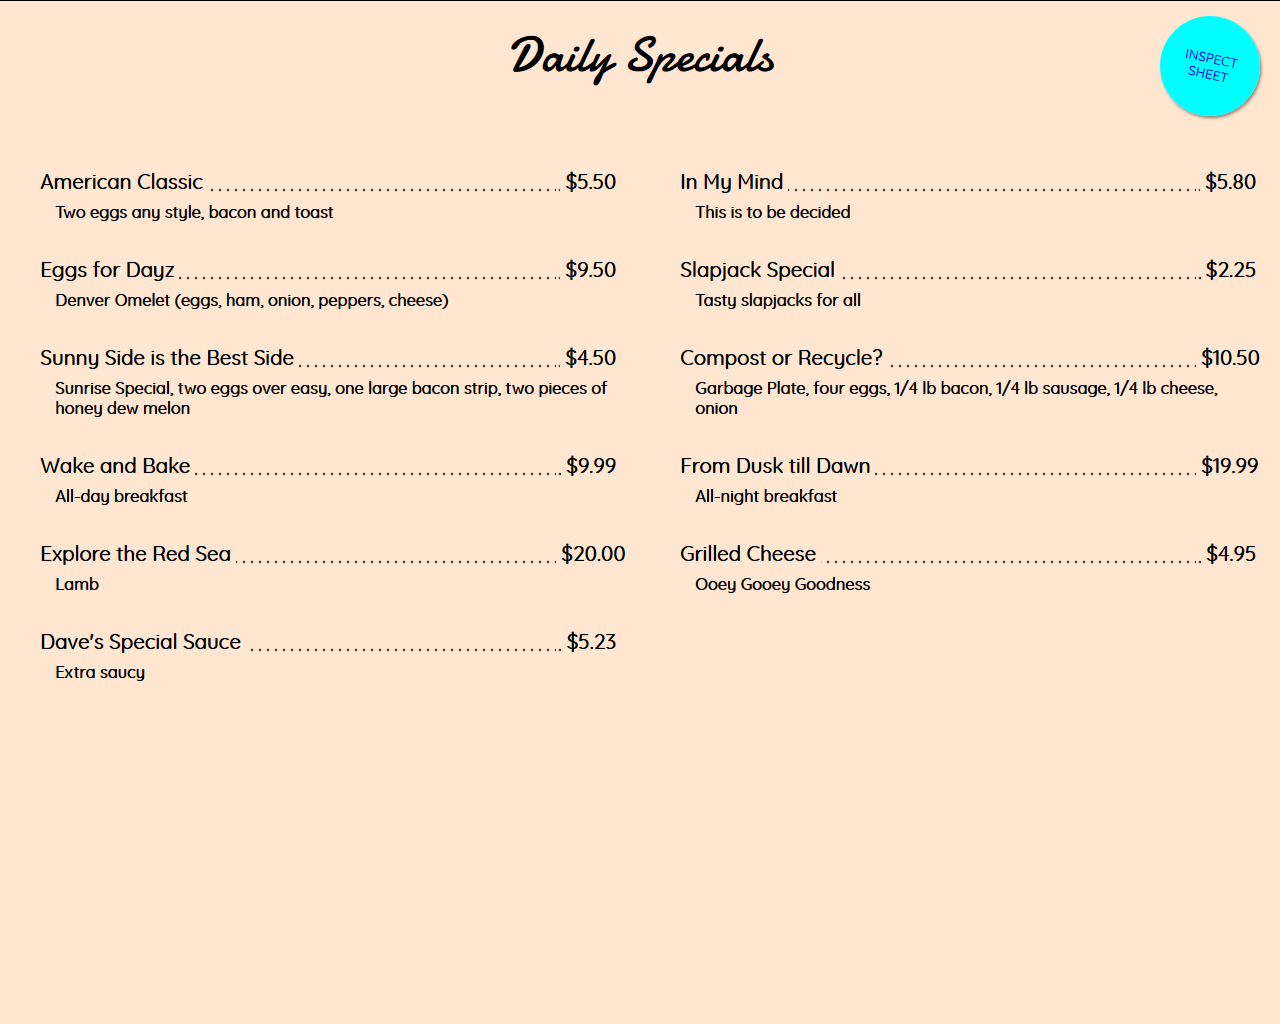 Daily Specials
INSPECT
SHEET
American Classic $5.50
Two eggs any style, bacon and toast
Eggs for Dayz $9.50
Denver Omelet (eggs, ham, onion, peppers, cheese)
Sunny Side is the Best Side $4.50
Sunrise Special, two eggs over easy, one large bacon strip, two pieces of
honey dew melon
Wake and Bake $9.99
All-day breakfast
Explore the Red Sea $20.00
Lamb
Dave's Special Sauce $5.23
Extra saucy
In My Mind $5.80
This is to be decided
Slapjack Special $2.25
Tasty slapjacks for all
Compost or Recycle? $10.50
Garbage Plate, four eggs, 1/4 lb bacon, 1/4 lb sausage, 1/4 lb cheese,
onion
From Dusk till Dawn $19.99
All-night breakfast
Grilled Cheese $4.95
Ooey Gooey Goodness